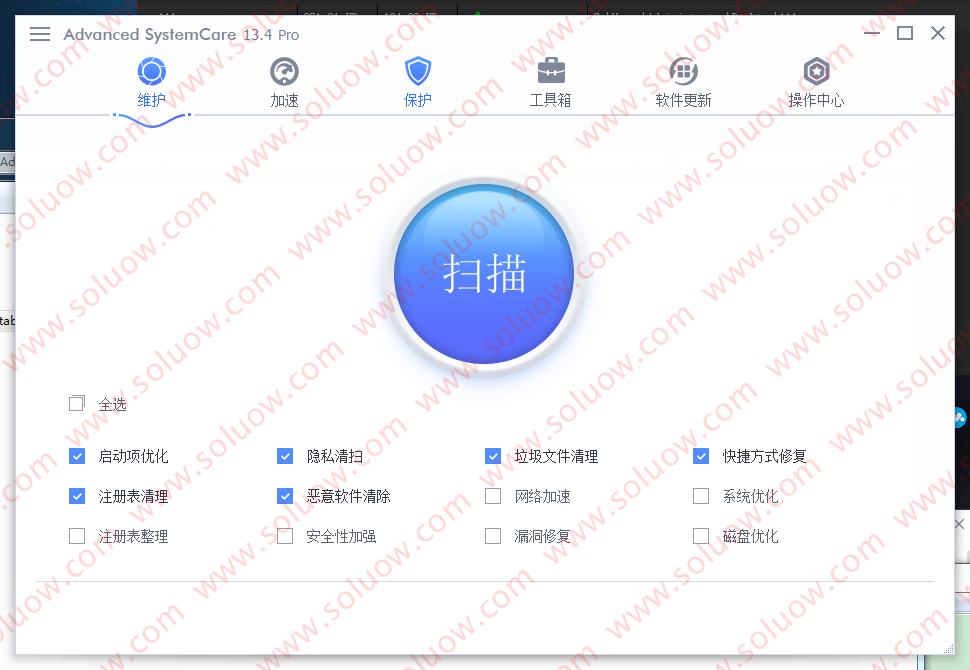 Advanced SystemCare 13.4 Pro
维护 加速 保护 工具箱 软件更新 操作中心
扫描
全选
启动项优化 隐私清扫 垃圾文件清理 快捷方式修复
注册表清理 恶意软件清除 网络加速 系统优化
注册表整理 安全性加强 漏洞修复 磁盘优化
www.soluow.com